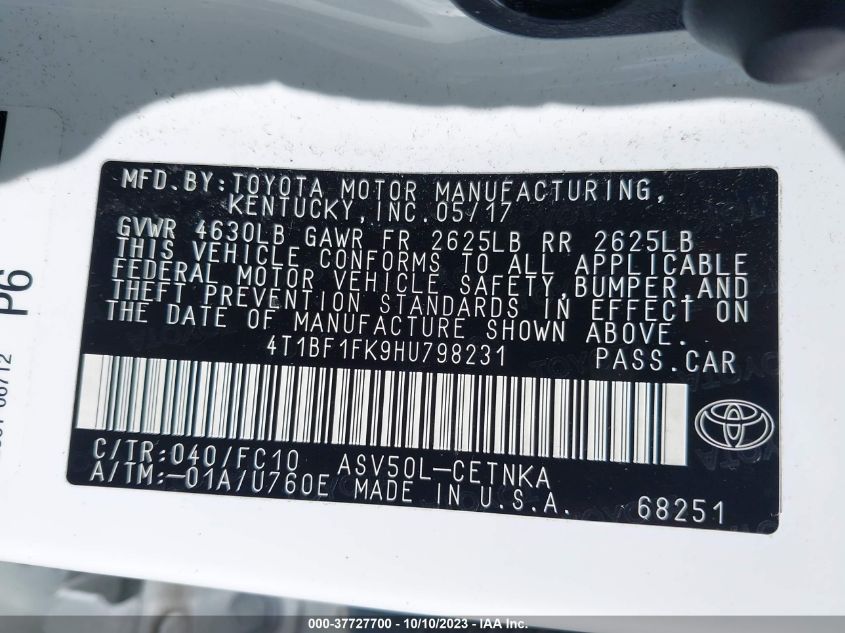 MFD.BY:TOYOTA MOTOR MANUFACTURING,
KENTUCKY,INC.05/17
GVWR 4630LB GAWR FR 2625LB RR 2625LB
THIS VEHICLE CONFORMS TO ALL APPLICABLE
FEDERAL MOTOR VEHICLE SAFETY,BUMPER,AND
THEFT PREVENTION STANDARDS IN EFFECT ON
THE DATE OF MANUFACTURE SHOWN ABOVE.
4T1BF1FK9HU798231 PASS.CAR
C/TR:040/FC10 ASV50L-CETNKA
A/TM:-01A/U760E MADE IN U.S.A. 68251
P6
000-37727700 - 10/10/2023 - IAA Inc.